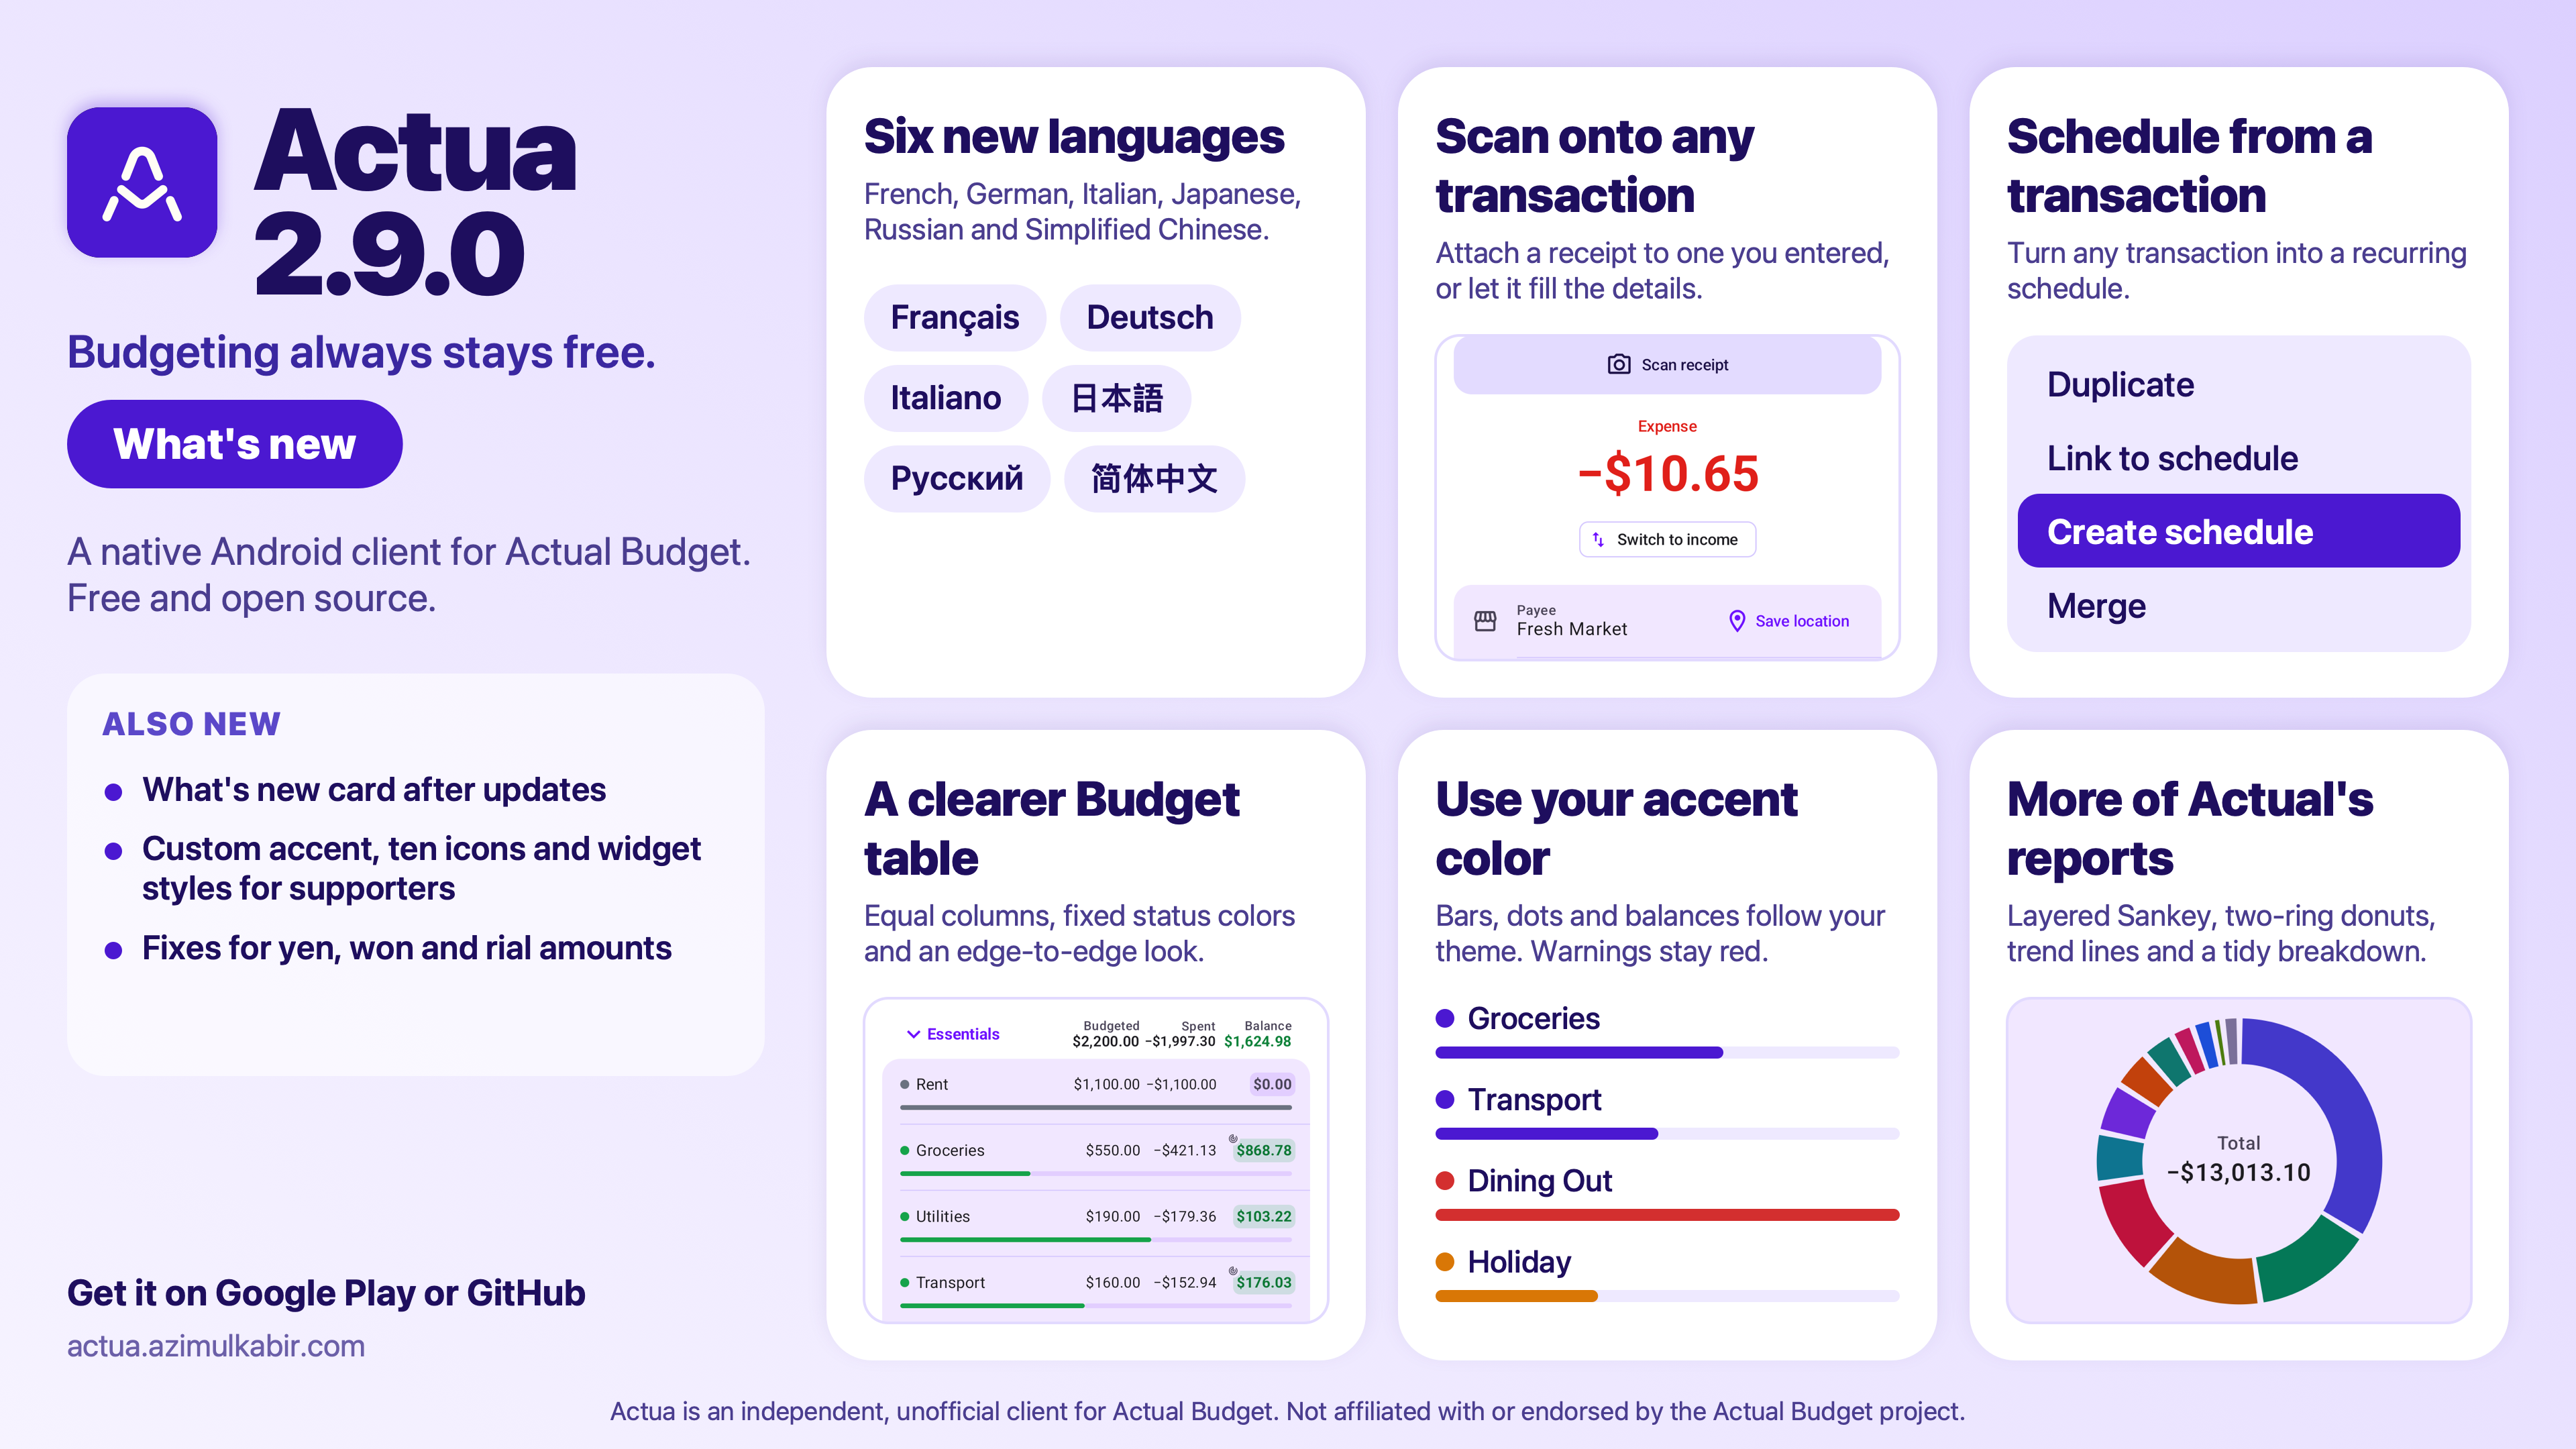 Actua
2.9.0
Budgeting always stays free.
What's new
A native Android client for Actual Budget.
Free and open source.
ALSO NEW
What's new card after updates
Custom accent, ten icons and widget
styles for supporters
Fixes for yen, won and rial amounts
Get it on Google Play or GitHub
actua.azimulkabir.com
Six new languages
French, German, Italian, Japanese,
Russian and Simplified Chinese.
Français Deutsch
Italiano 日本語
Русский 简体中文
Scan onto any
transaction
Attach a receipt to one you entered,
or let it fill the details.
Scan receipt
Expense
−$10.65
Switch to income
Payee
Fresh Market
Save location
Schedule from a
transaction
Turn any transaction into a recurring
schedule.
Duplicate
Link to schedule
Create schedule
Merge
A clearer Budget
table
Equal columns, fixed status colors
and an edge-to-edge look.
Budgeted Spent Balance
Essentials $2,200.00 −$1,997.30 $1,624.98
Rent $1,100.00 −$1,100.00 $0.00
Groceries $550.00 −$421.13 $868.78
Utilities $190.00 −$179.36 $103.22
Transport $160.00 −$152.94 $176.03
Use your accent
color
Bars, dots and balances follow your
theme. Warnings stay red.
Groceries
Transport
Dining Out
Holiday
More of Actual's
reports
Layered Sankey, two-ring donuts,
trend lines and a tidy breakdown.
Total
−$13,013.10
Actua is an independent, unofficial client for Actual Budget. Not affiliated with or endorsed by the Actual Budget project.